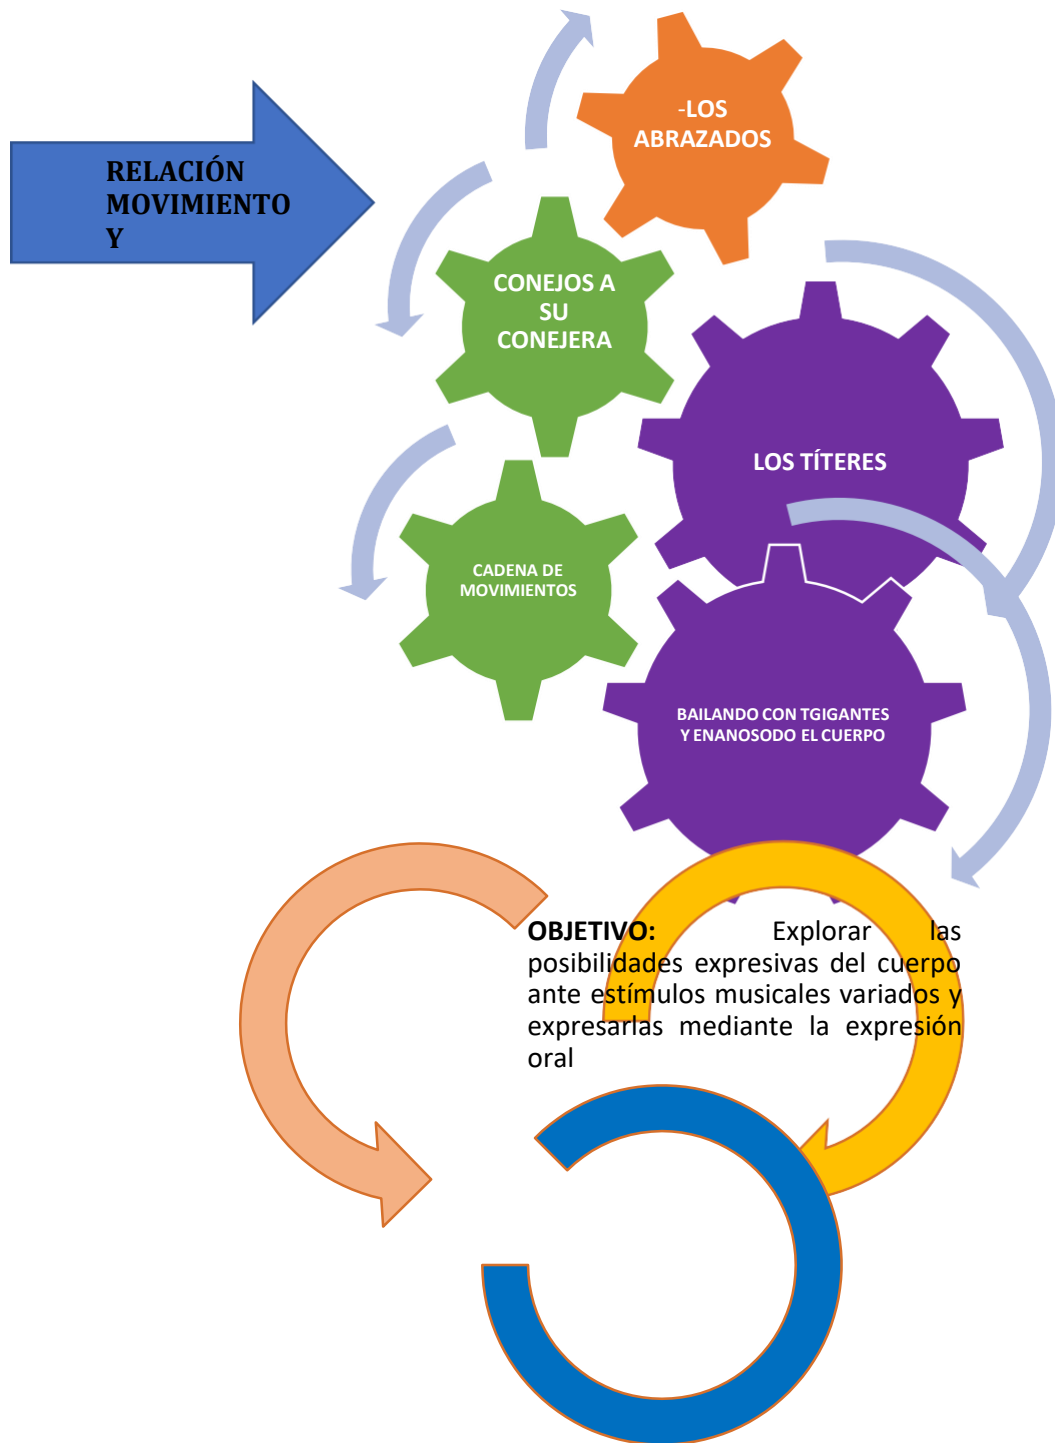 RELACIÓN
MOVIMIENTO
Y
-LOS
ABRAZADOS
CONEJOS A
SU
CONEJERA
LOS TÍTERES
CADENA DE
MOVIMIENTOS
BAILANDO CON TGIGANTES
Y ENANOSODO EL CUERPO
OBJETIVO: Explorar las
posibilidades expresivas del cuerpo
ante estímulos musicales variados y
expresarlas mediante la expresión
oral